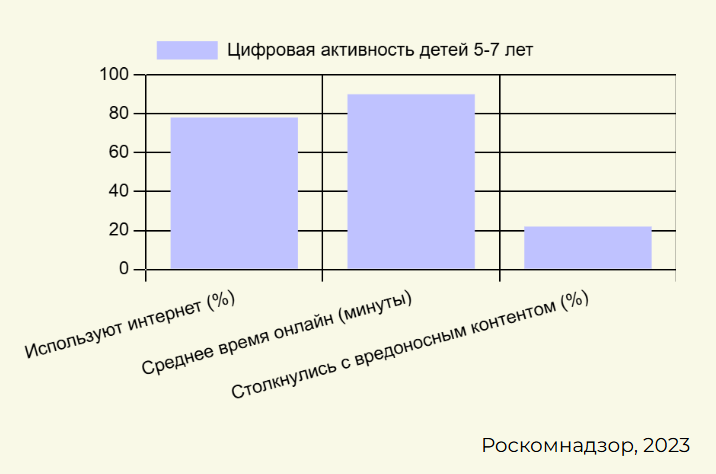 Цифровая активность детей 5-7 лет
100
80
60
40
20
0
Используют интернет (%)
Среднее время онлайн (минуты)
Столкнулись с вредоносным контентом (%)
Роскомнадзор, 2023